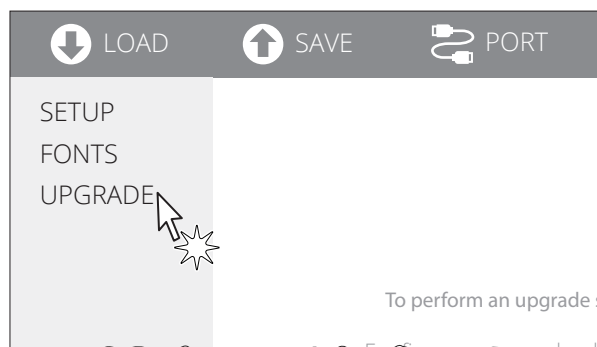 LOAD SAVE PORT
SETUP
FONTS
UPGRADE
To perform an upgrade